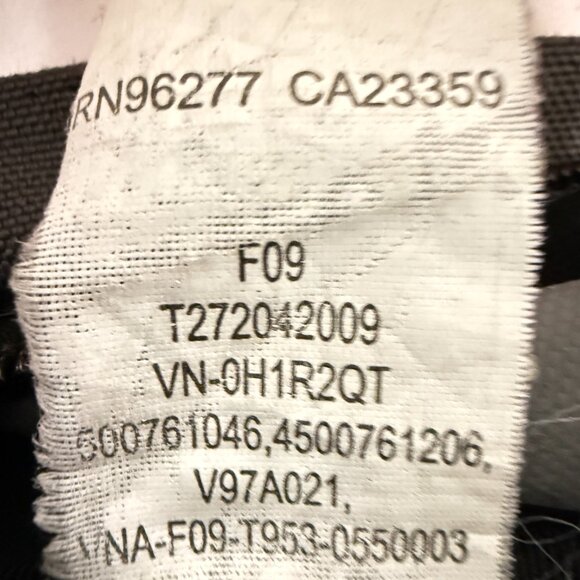 RN96277 CA23359
F09
T272042009
VN-0H1R2QT
500761046,4500761206,
V97A021,
VNA-F09-T953-0550003